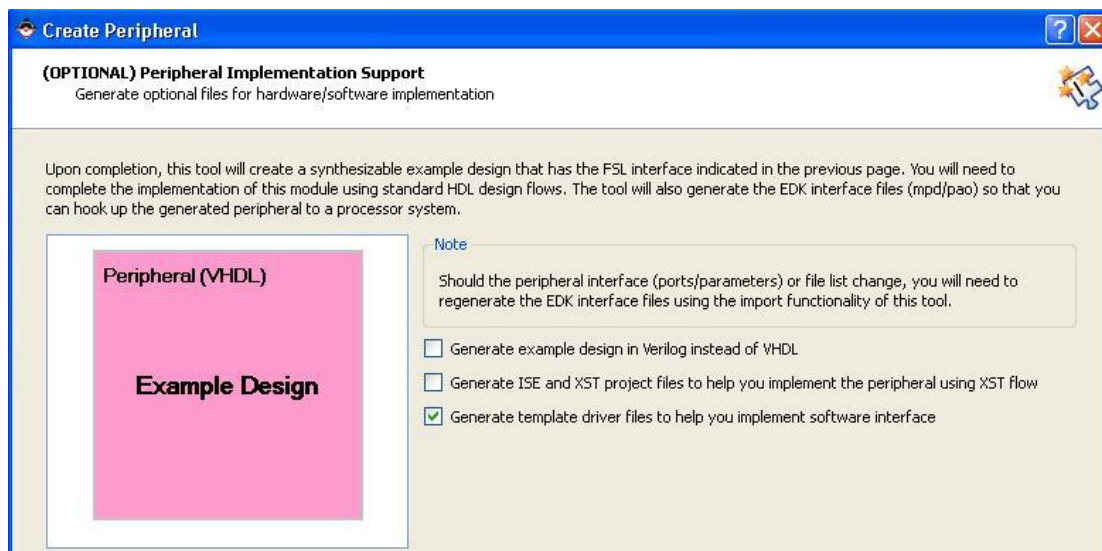 Create Peripheral
(OPTIONAL) Peripheral Implementation Support
Generate optional files for hardware/software implementation
Upon completion, this tool will create a synthesizable example design that has the FSL interface indicated in the previous page. You will need to
complete the implementation of this module using standard HDL design flows. The tool will also generate the EDK interface files (mpd/pao) so that you
can hook up the generated peripheral to a processor system.
Peripheral (VHDL)
Example Design
Note
Should the peripheral interface (ports/parameters) or file list change, you will need to
regenerate the EDK interface files using the import functionality of this tool.
Generate example design in Verilog instead of VHDL
Generate ISE and XST project files to help you implement the peripheral using XST flow
Generate template driver files to help you implement software interface